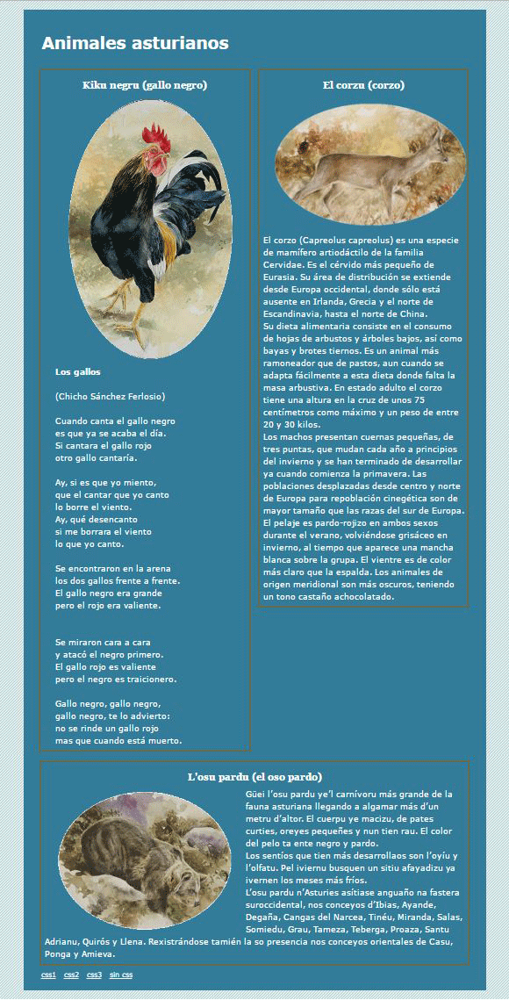 Animales asturianos
Kiku negru (gallo negro)
Los gallos
(Chicho Sánchez Ferlosio)
Cuando canta el gallo negro
es que ya se acaba el día.
Si cantara el gallo rojo
otro gallo cantaría.
Ay, si es que yo miento,
que el cantar que yo canto
lo borre el viento.
Ay, qué desencanto
si me borrara el viento
lo que yo canto.
Se encontraron en la arena
los dos gallos frente a frente.
El gallo negro era grande
pero el rojo era valiente.
Se miraron cara a cara
y atacó el negro primero.
El gallo rojo es valiente
pero el negro es traicionero.
Gallo negro, gallo negro,
gallo negro, te lo advierto:
no se rinde un gallo rojo
mas que cuando está muerto.
El corzu (corzo)
El corzo (Capreolus capreolus) es una especie
de mamífero artiodáctilo de la familia
Cervidae. Es el cérvido más pequeño de
Eurasia. Su área de distribución se extiende
desde Europa occidental, donde sólo está
ausente en Irlanda, Grecia y el norte de
Escandinavia, hasta el norte de China.
Su dieta alimentaria consiste en el consumo
de hojas de arbustos y árboles bajos, así como
bayas y brotes tiernos. Es un animal más
ramoneador que de pastos, aun cuando se
adapta fácilmente a esta dieta donde falta la
masa arbustiva. En estado adulto el corzo
tiene una altura en la cruz de unos 75
centímetros como máximo y un peso de entre
20 y 30 kilos.
Los machos presentan cuernas pequeñas, de
tres puntas, que mudan cada año a principios
del invierno y se han terminado de desarrollar
ya cuando comienza la primavera. Las
poblaciones desplazadas desde centro y norte
de Europa para repoblación cinegética son de
mayor tamaño que las razas del sur de Europa.
El pelaje es pardo-rojizo en ambos sexos
durante el verano, volviéndose grisáceo en
invierno, al tiempo que aparece una mancha
blanca sobre la grupa. El vientre es de color
más claro que la espalda. Los animales de
origen meridional son más oscuros, teniendo
un tono castaño achocolatado.
L'osu pardu (el oso pardo)
Güei l'osu pardu ye'l carnívoru más grande de la
fauna asturiana llegando a algamar más d'un
metru d'altor. El cuerpu ye macizu, de pates
curties, oreyes pequeñes y nun tien rau. El color
del pelo ta ente negro y pardo.
Los sentíos que tien más desarrollaos son l'oyíu y
l'olfatu. Pel iviernu busquen un sitiu afayadizu ya
ivernen los meses más fríos.
L'osu pardu n'Asturies asítiase anguaño na fastera
suroccidental, nos conceyos d'Ibias, Ayande,
Degaña, Cangas del Narcea, Tinéu, Miranda, Salas,
Somiedu, Grau, Tameza, Teberga, Proaza, Santu
Adrianu, Quirós y Llena. Rexistrándose tamién la so presencia nos conceyos orientales de Casu,
Ponga y Amieva.
css1 css2 css3 sin css